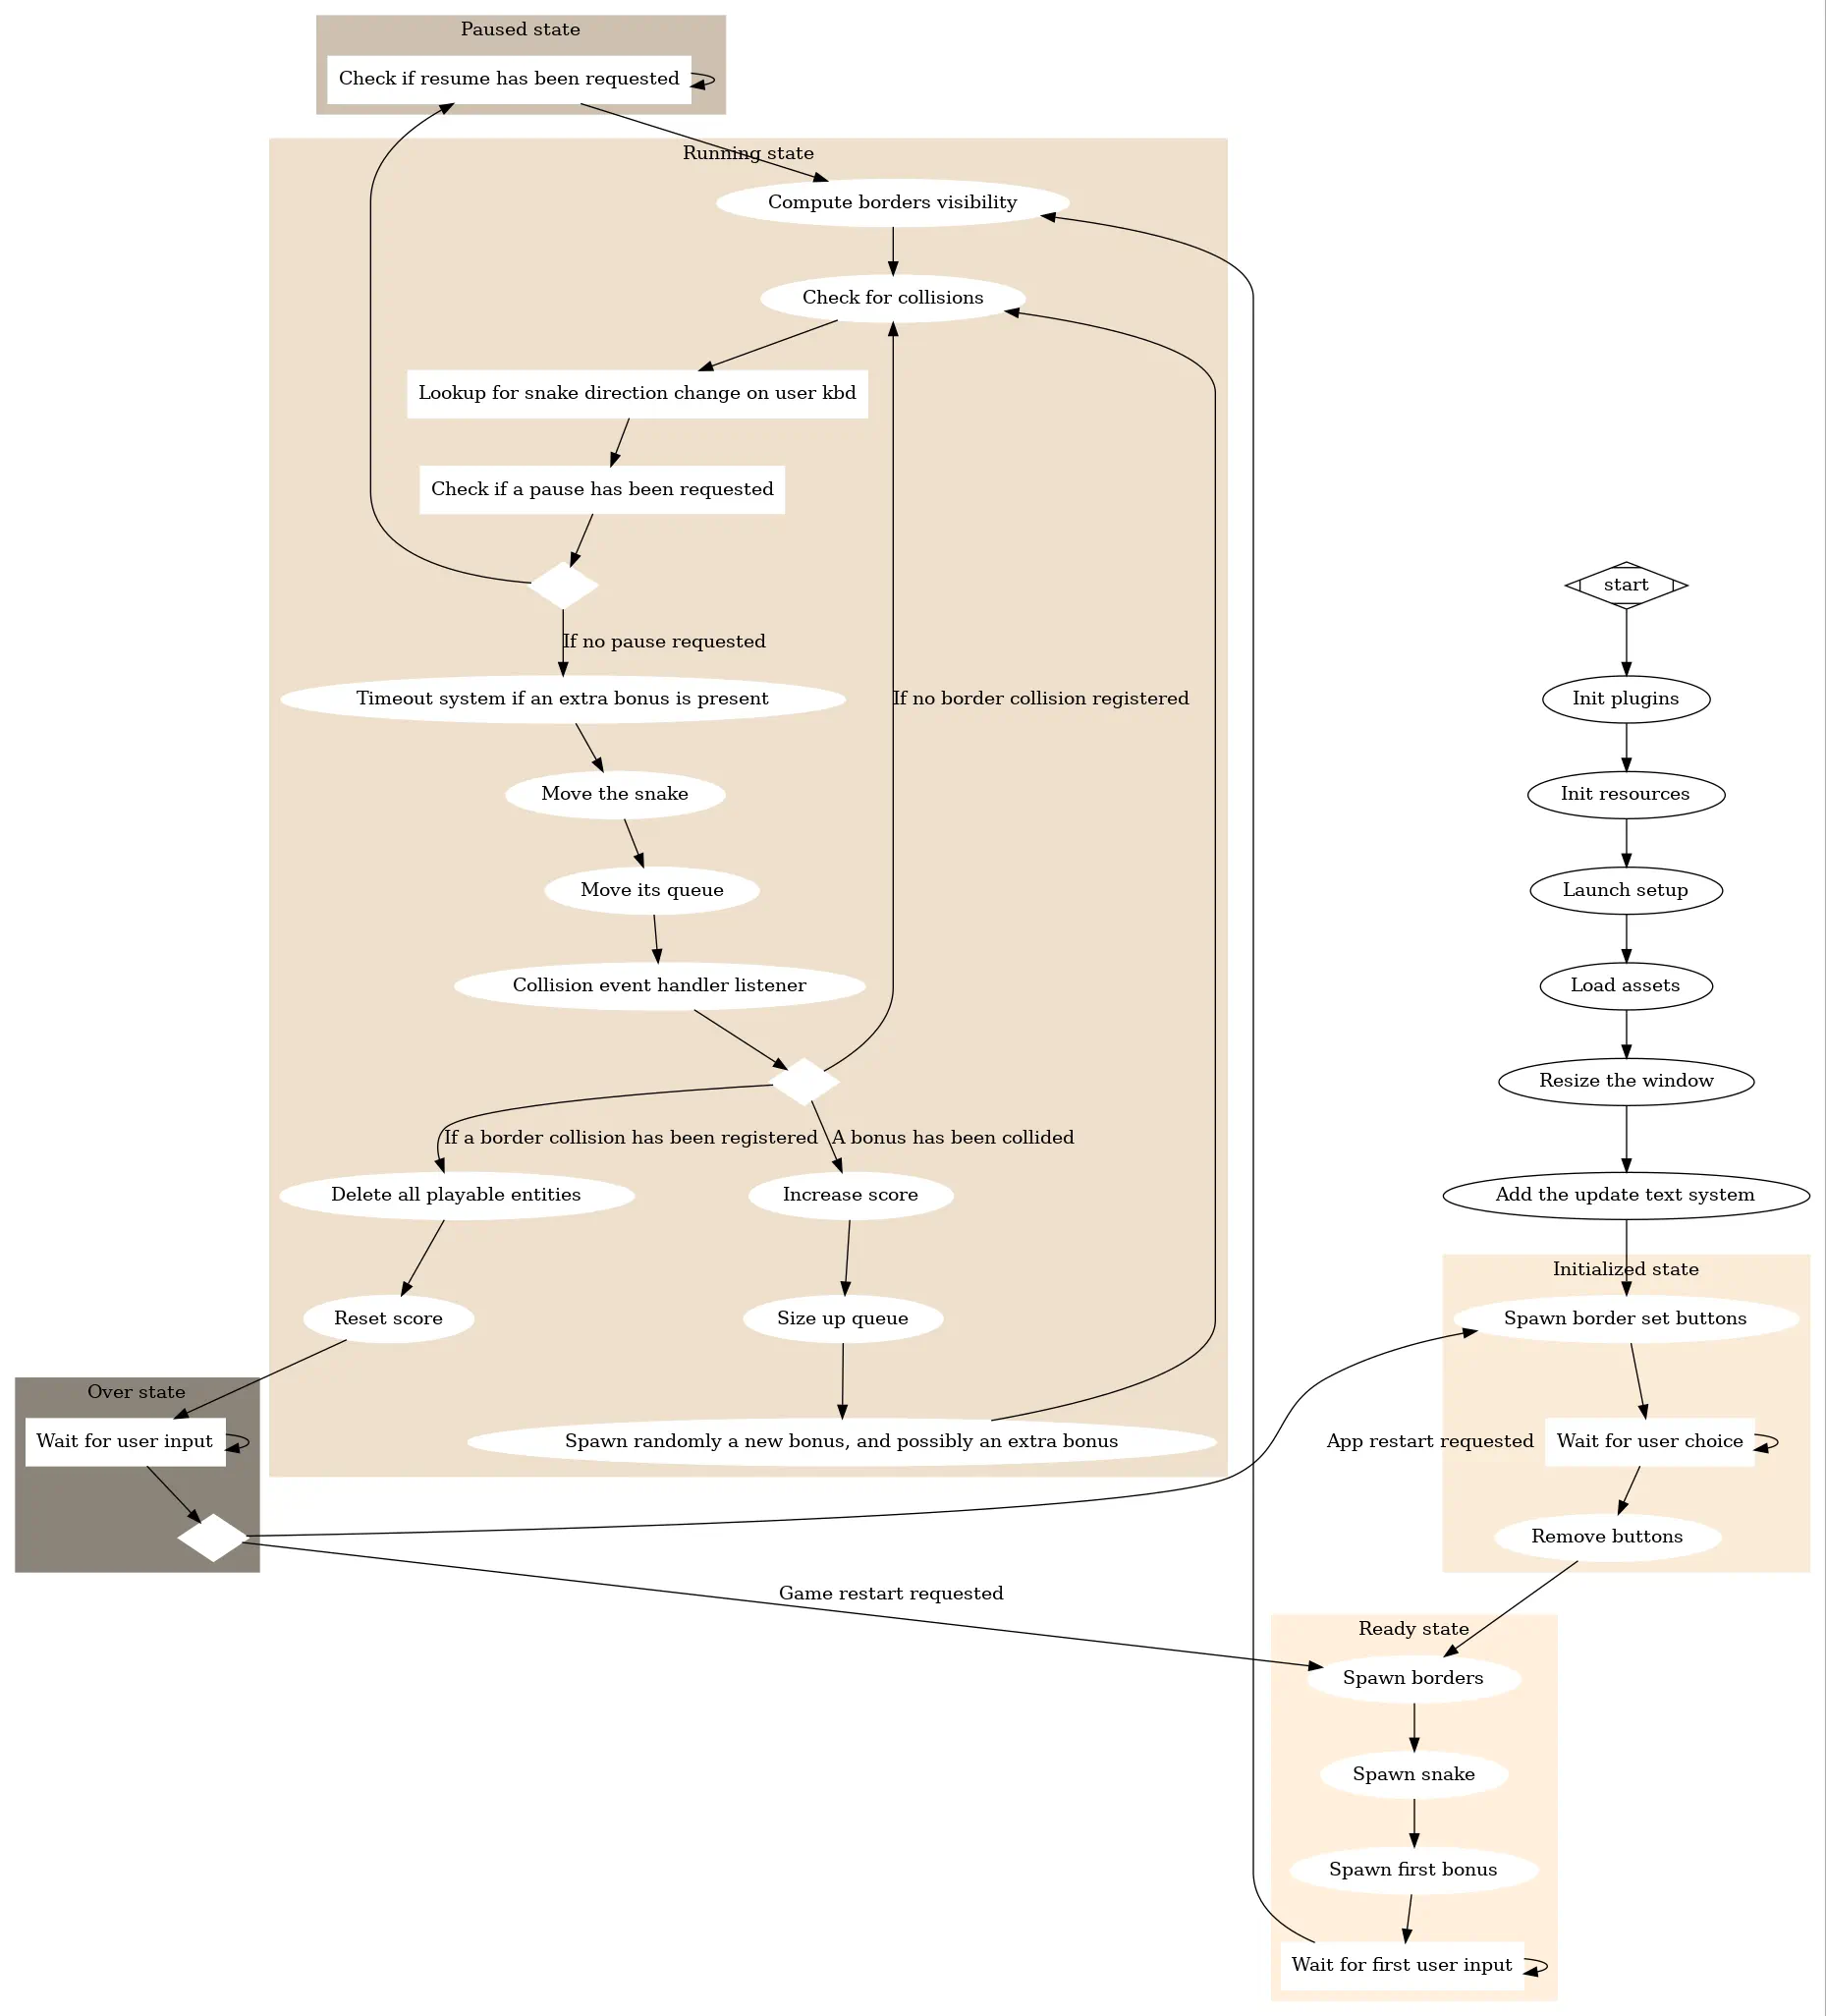 Paused state
Check if resume has been requested
Running state
Compute borders visibility
Check for collisions
Lookup for snake direction change on user kbd
Check if a pause has been requested
If no pause requested
Timeout system if an extra bonus is present
If no border collision registered
Move the snake
Move its queue
Collision event handler listener
If a border collision has been registered
A bonus has been collided
Delete all playable entities
Increase score
Reset score
Size up queue
Spawn randomly a new bonus, and possibly an extra bonus
Over state
Wait for user input
start
Init plugins
Init resources
Launch setup
Load assets
Resize the window
Add the update text system
Initialized state
Spawn border set buttons
App restart requested
Wait for user choice
Remove buttons
Game restart requested
Ready state
Spawn borders
Spawn snake
Spawn first bonus
Wait for first user input